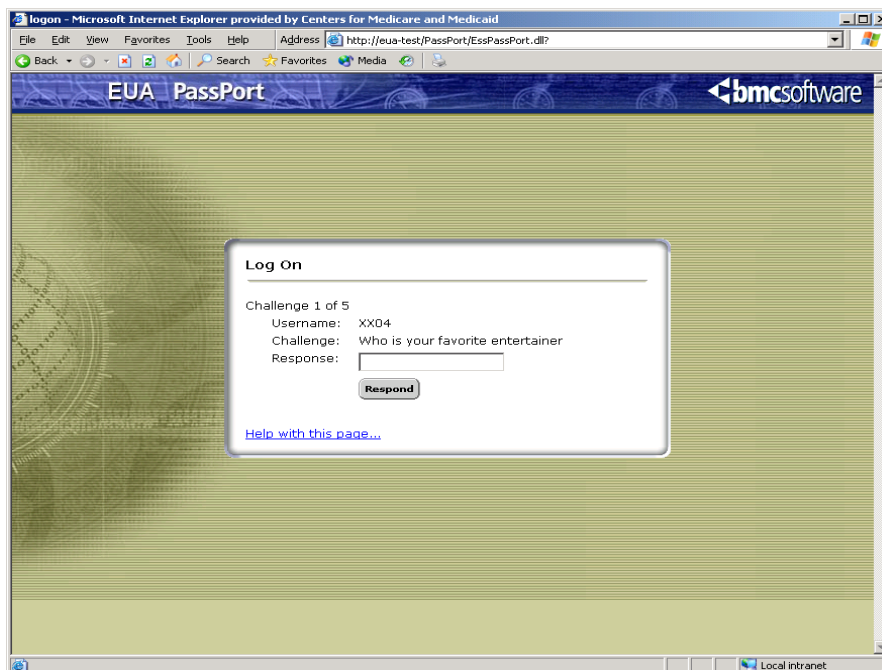 logon - Microsoft Internet Explorer provided by Centers for Medicare and Medicaid
File Edit View Favorites Tools Help Address http://eua-test/PassPort/EssPassPort.dll?
Back Search Favorites Media
EUA PassPort bmcsoftware
Log On
Challenge 1 of 5
Username: XX04
Challenge: Who is your favorite entertainer
Response:
Respond
Help with this page...
Local intranet